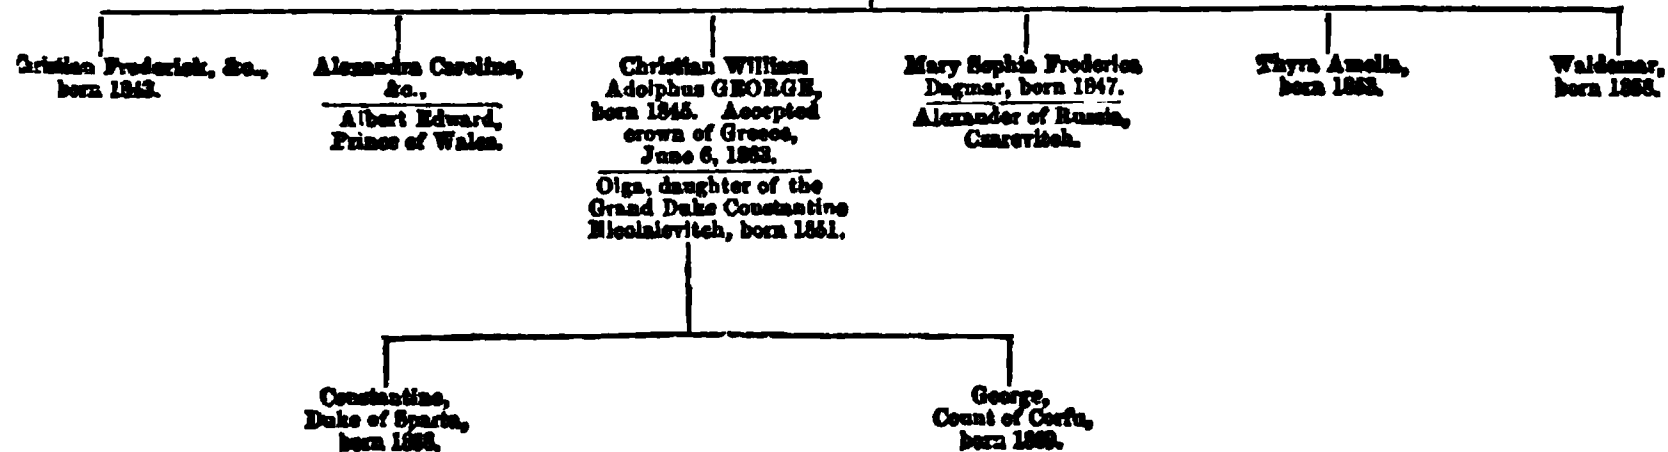 Christian Frederick, &c.,
born 1843.
Alexandra Caroline,
&c.,
Albert Edward,
Prince of Wales.
Christian William
Adolphus GEORGE,
born 1845. Accepted
crown of Greece,
June 6, 1863.
Olga, daughter of the
Grand Duke Constantine
Nicolaievitch, born 1851.
Mary Sophia Frederica
Dagmar, born 1847.
Alexander of Russia,
Czarevitch.
Thyra Amelia,
born 1853.
Waldemar,
born 1858.
Constantine,
Duke of Sparta,
born 1868.
George,
Count of Corfu,
born 1869.